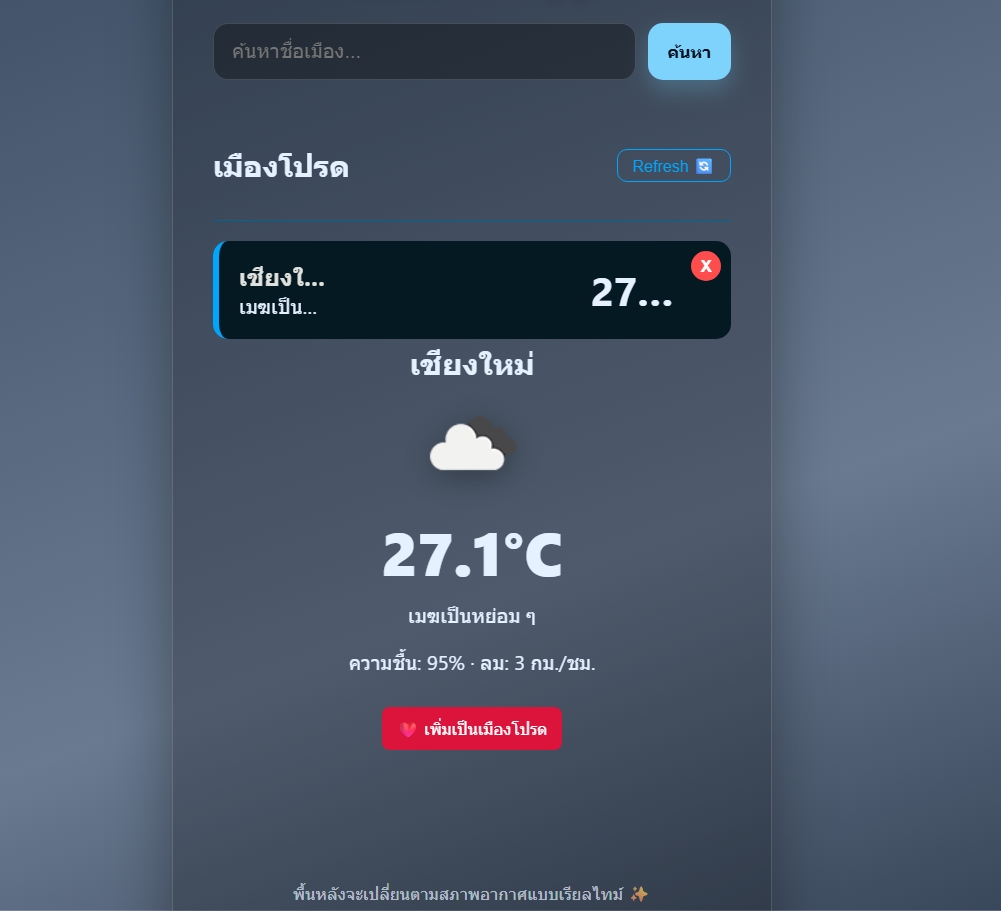 ค้นหาชื่อเมือง...
ค้นหา
เมืองโปรด
Refresh
เชียงใ...
เมฆเป็น...
27...
X
เชียงใหม่
27.1°C
เมฆเป็นหย่อม ๆ
ความชื้น: 95% · ลม: 3 กม./ชม.
เพิ่มเป็นเมืองโปรด
พื้นหลังจะเปลี่ยนตามสภาพอากาศแบบเรียลไทม์